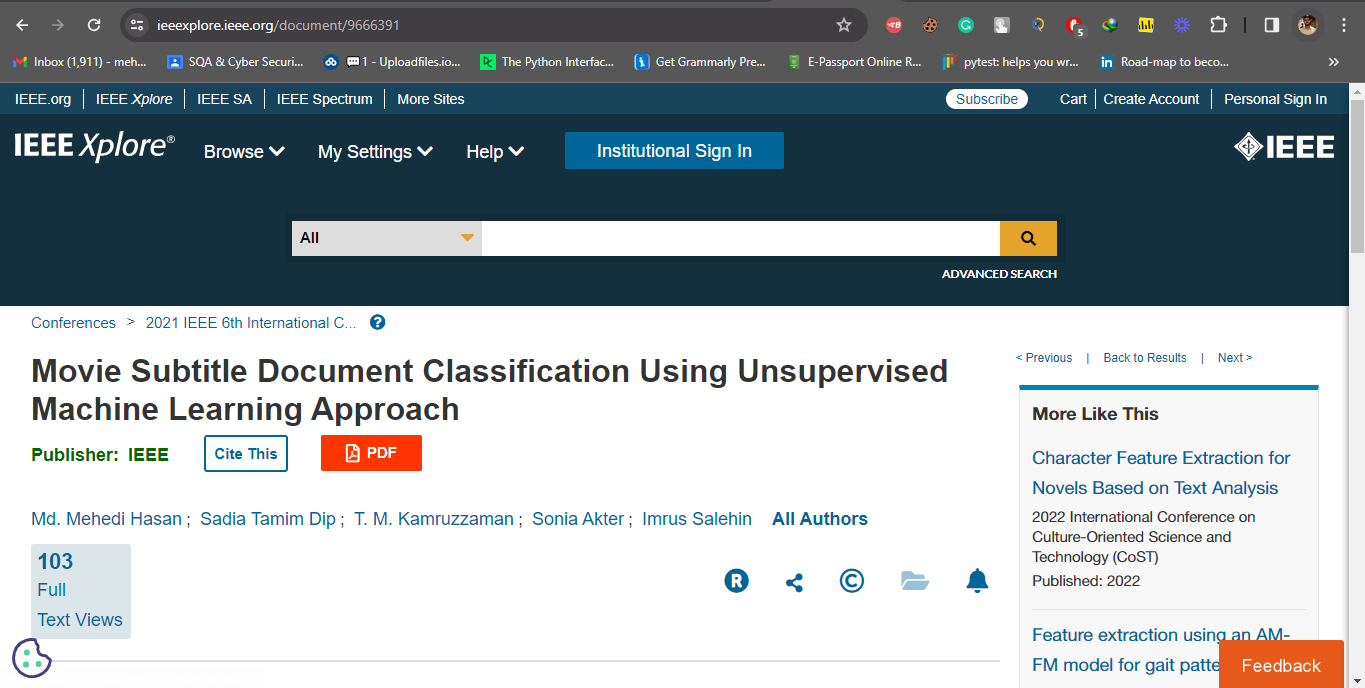 ieeexplore.ieee.org/document/9666391
5
Inbox (1,911) - meh...
SQA & Cyber Securi...
1 - Uploadfiles.io...
The Python Interfac...
Get Grammarly Pre...
E-Passport Online R...
pytest: helps you wr...
Road-map to beco...
IEEE.org
IEEE Xplore
IEEE SA
IEEE Spectrum
More Sites
Subscribe
Cart
Create Account
Personal Sign In
IEEE Xplore®
Browse
My Settings
Help
Institutional Sign In
IEEE
All
ADVANCED SEARCH
Conferences > 2021 IEEE 6th International C...
Movie Subtitle Document Classification Using Unsupervised
Machine Learning Approach
Publisher: IEEE
Cite This
PDF
Md. Mehedi Hasan ; Sadia Tamim Dip ; T. M. Kamruzzaman ; Sonia Akter ; Imrus Salehin All Authors
103
Full
Text Views
< Previous | Back to Results | Next >
More Like This
Character Feature Extraction for
Novels Based on Text Analysis
2022 International Conference on
Culture-Oriented Science and
Technology (CoST)
Published: 2022
Feature extraction using an AM-
FM model for gait patte
Feedback